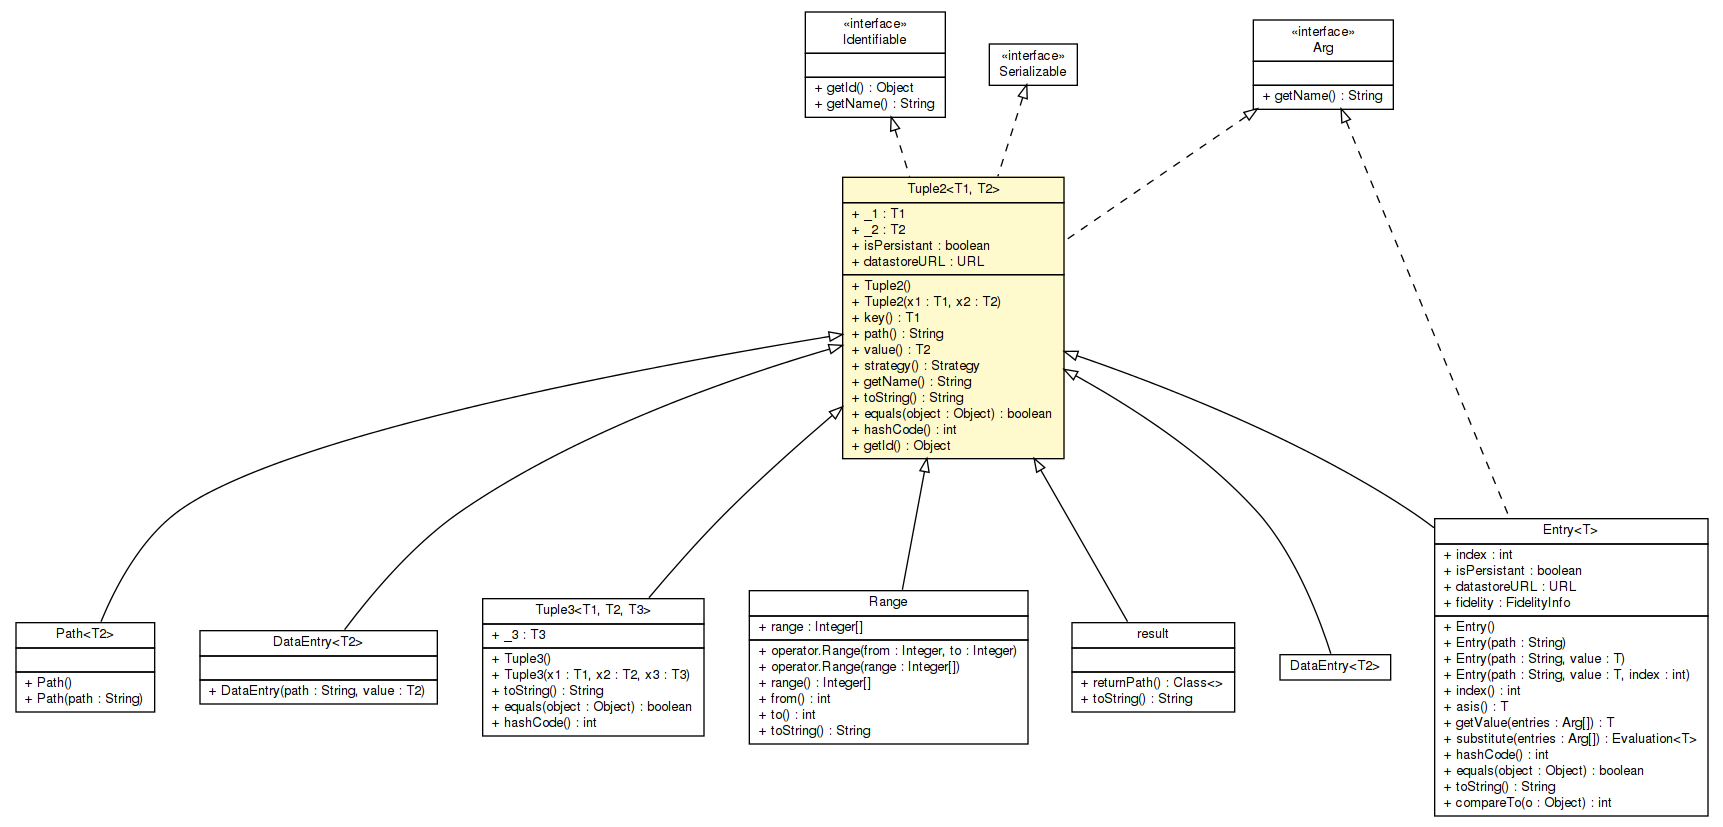 «interface»
Identifiable
+ getId() : Object
+ getName() : String
«interface»
Serializable
«interface»
Arg
+ getName() : String
Tuple2<T1, T2>
+ _1 : T1
+ _2 : T2
+ isPersistant : boolean
+ datastoreURL : URL
+ Tuple2()
+ Tuple2(x1 : T1, x2 : T2)
+ key() : T1
+ path() : String
+ value() : T2
+ strategy() : Strategy
+ getName() : String
+ toString() : String
+ equals(object : Object) : boolean
+ hashCode() : int
+ getId() : Object
Path<T2>
+ Path()
+ Path(path : String)
DataEntry<T2>
+ DataEntry(path : String, value : T2)
Tuple3<T1, T2, T3>
+ _3 : T3
+ Tuple3()
+ Tuple3(x1 : T1, x2 : T2, x3 : T3)
+ toString() : String
+ equals(object : Object) : boolean
+ hashCode() : int
Range
+ range : Integer[]
+ operator.Range(from : Integer, to : Integer)
+ operator.Range(range : Integer[])
+ range() : Integer[]
+ from() : int
+ to() : int
+ toString() : String
result
+ returnPath() : Class<>
+ toString() : String
DataEntry<T2>
Entry<T>
+ index : int
+ isPersistant : boolean
+ datastoreURL : URL
+ fidelity : FidelityInfo
+ Entry()
+ Entry(path : String)
+ Entry(path : String, value : T)
+ Entry(path : String, value : T, index : int)
+ index() : int
+ asis() : T
+ getValue(entries : Arg[]) : T
+ substitute(entries : Arg[]) : Evaluation<T>
+ hashCode() : int
+ equals(object : Object) : boolean
+ toString() : String
+ compareTo(o : Object) : int